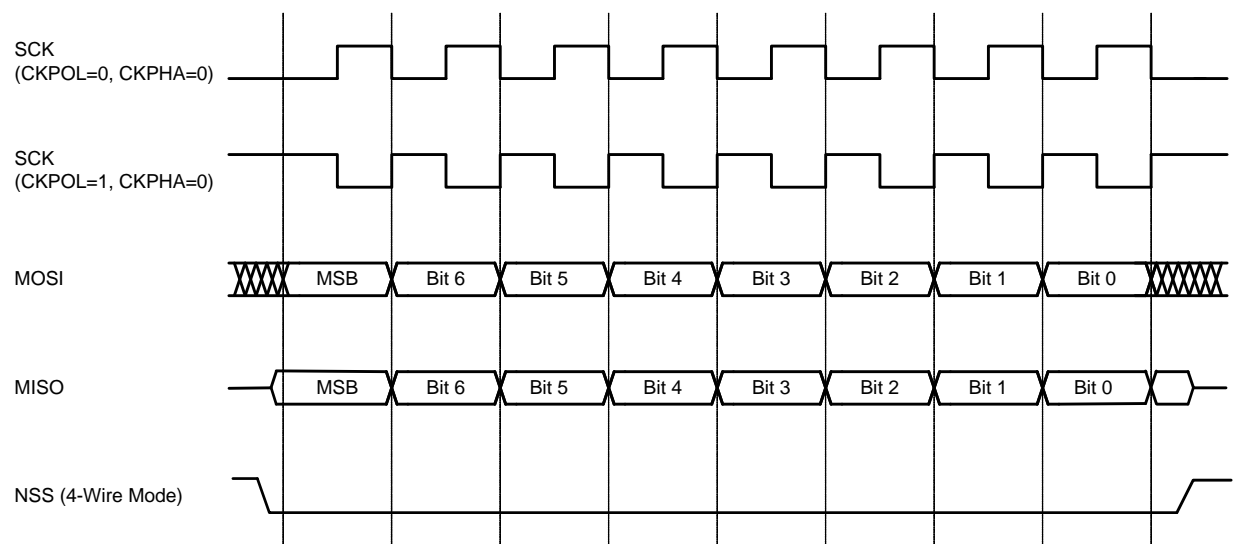 SCK
(CKPOL=0, CKPHA=0)
SCK
(CKPOL=1, CKPHA=0)
MOSI
MSB
Bit 6
Bit 5
Bit 4
Bit 3
Bit 2
Bit 1
Bit 0
MISO
MSB
Bit 6
Bit 5
Bit 4
Bit 3
Bit 2
Bit 1
Bit 0
NSS (4-Wire Mode)